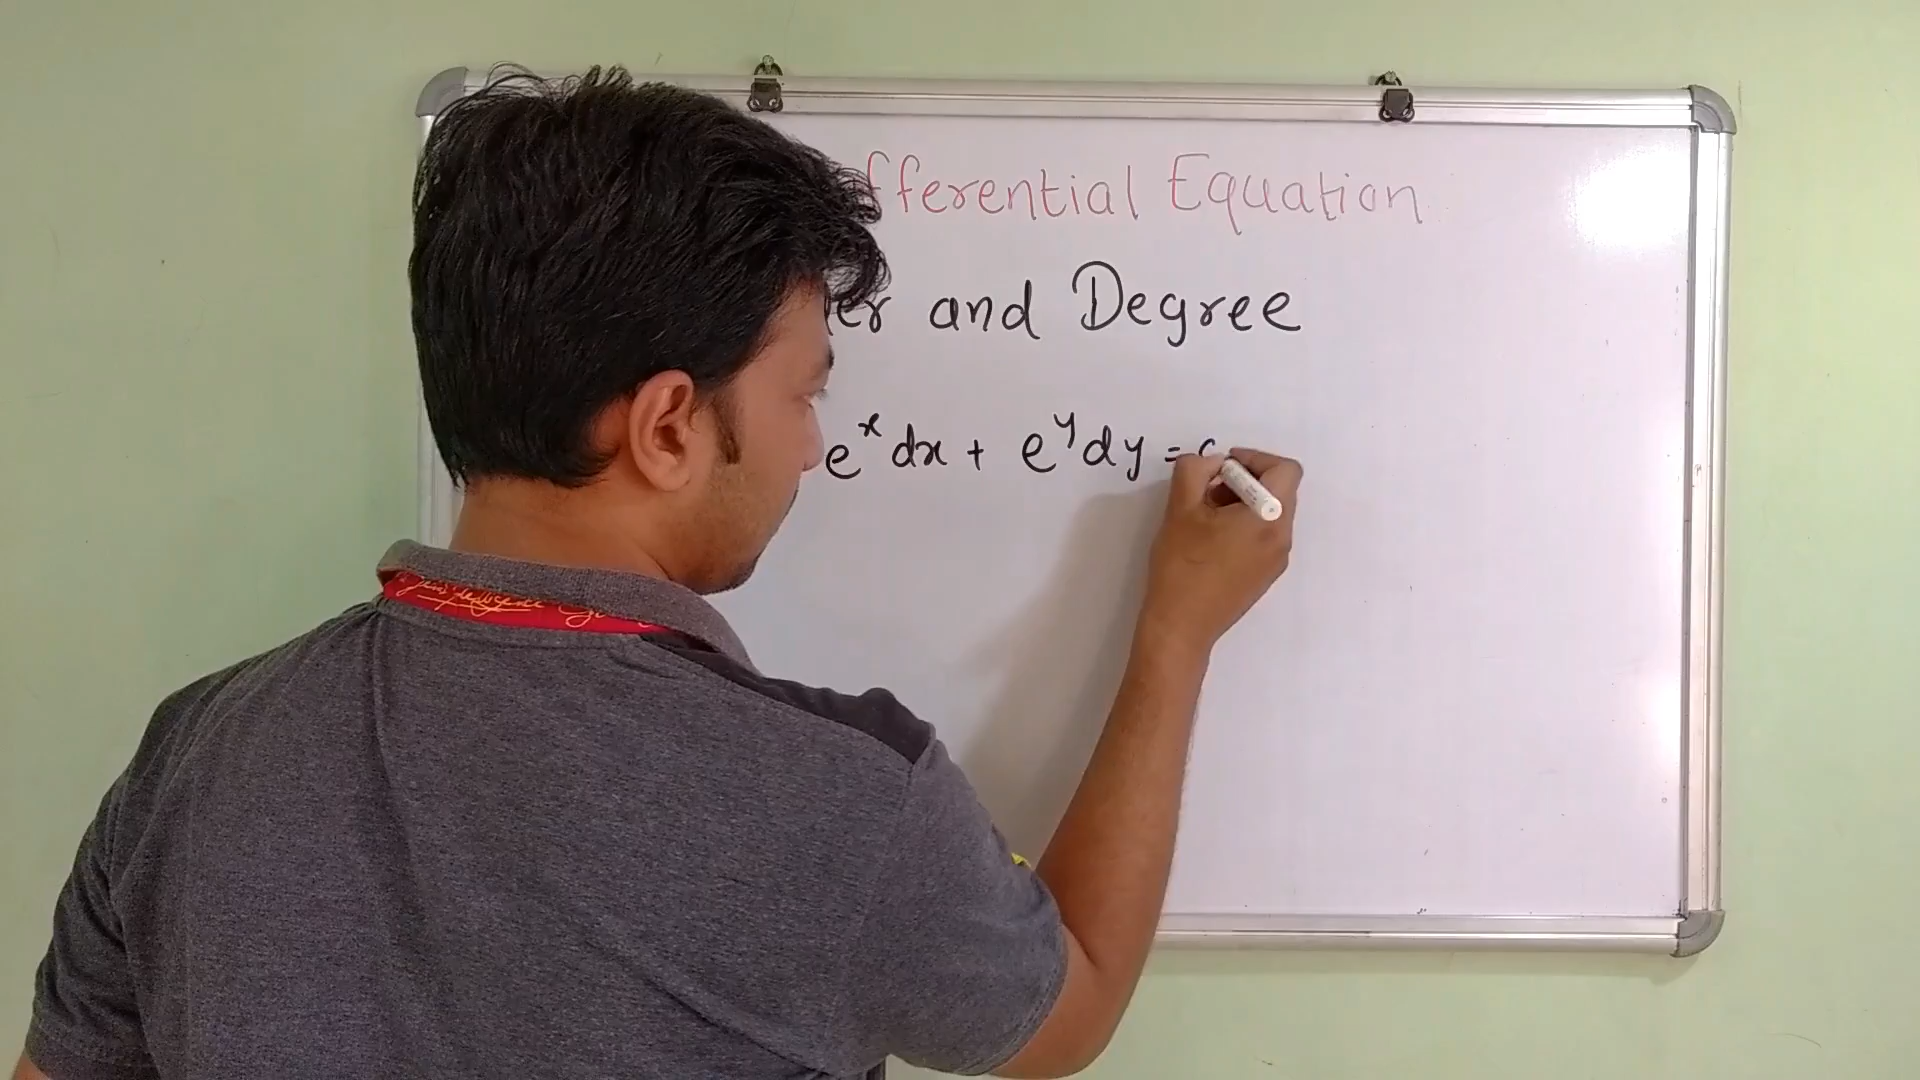 fferential Equation
er and Degree
e^x dx + e^y dy =